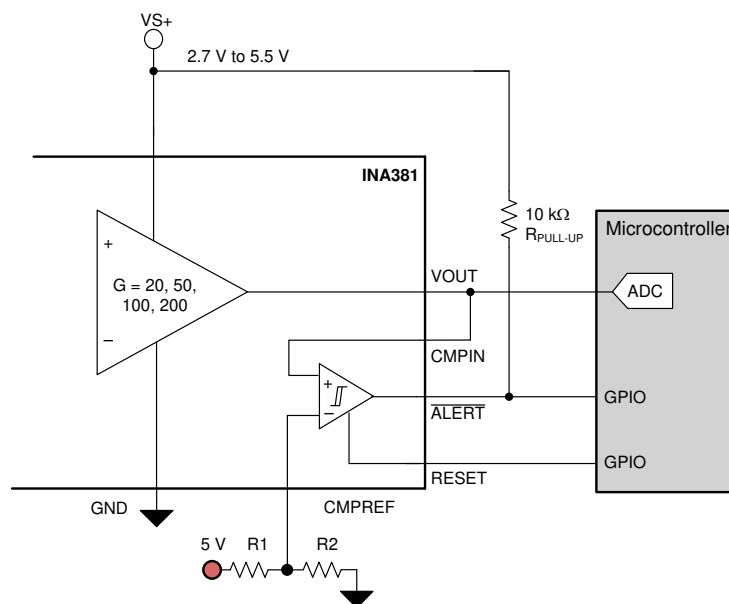 VS+
2.7 V to 5.5 V
INA381
10 kΩ
R_PULL-UP
Microcontroller
+
G = 20, 50,
100, 200
−
VOUT
ADC
CMPIN
+
−
ALERT
GPIO
GPIO
RESET
GND
CMPREF
5 V
R1
R2